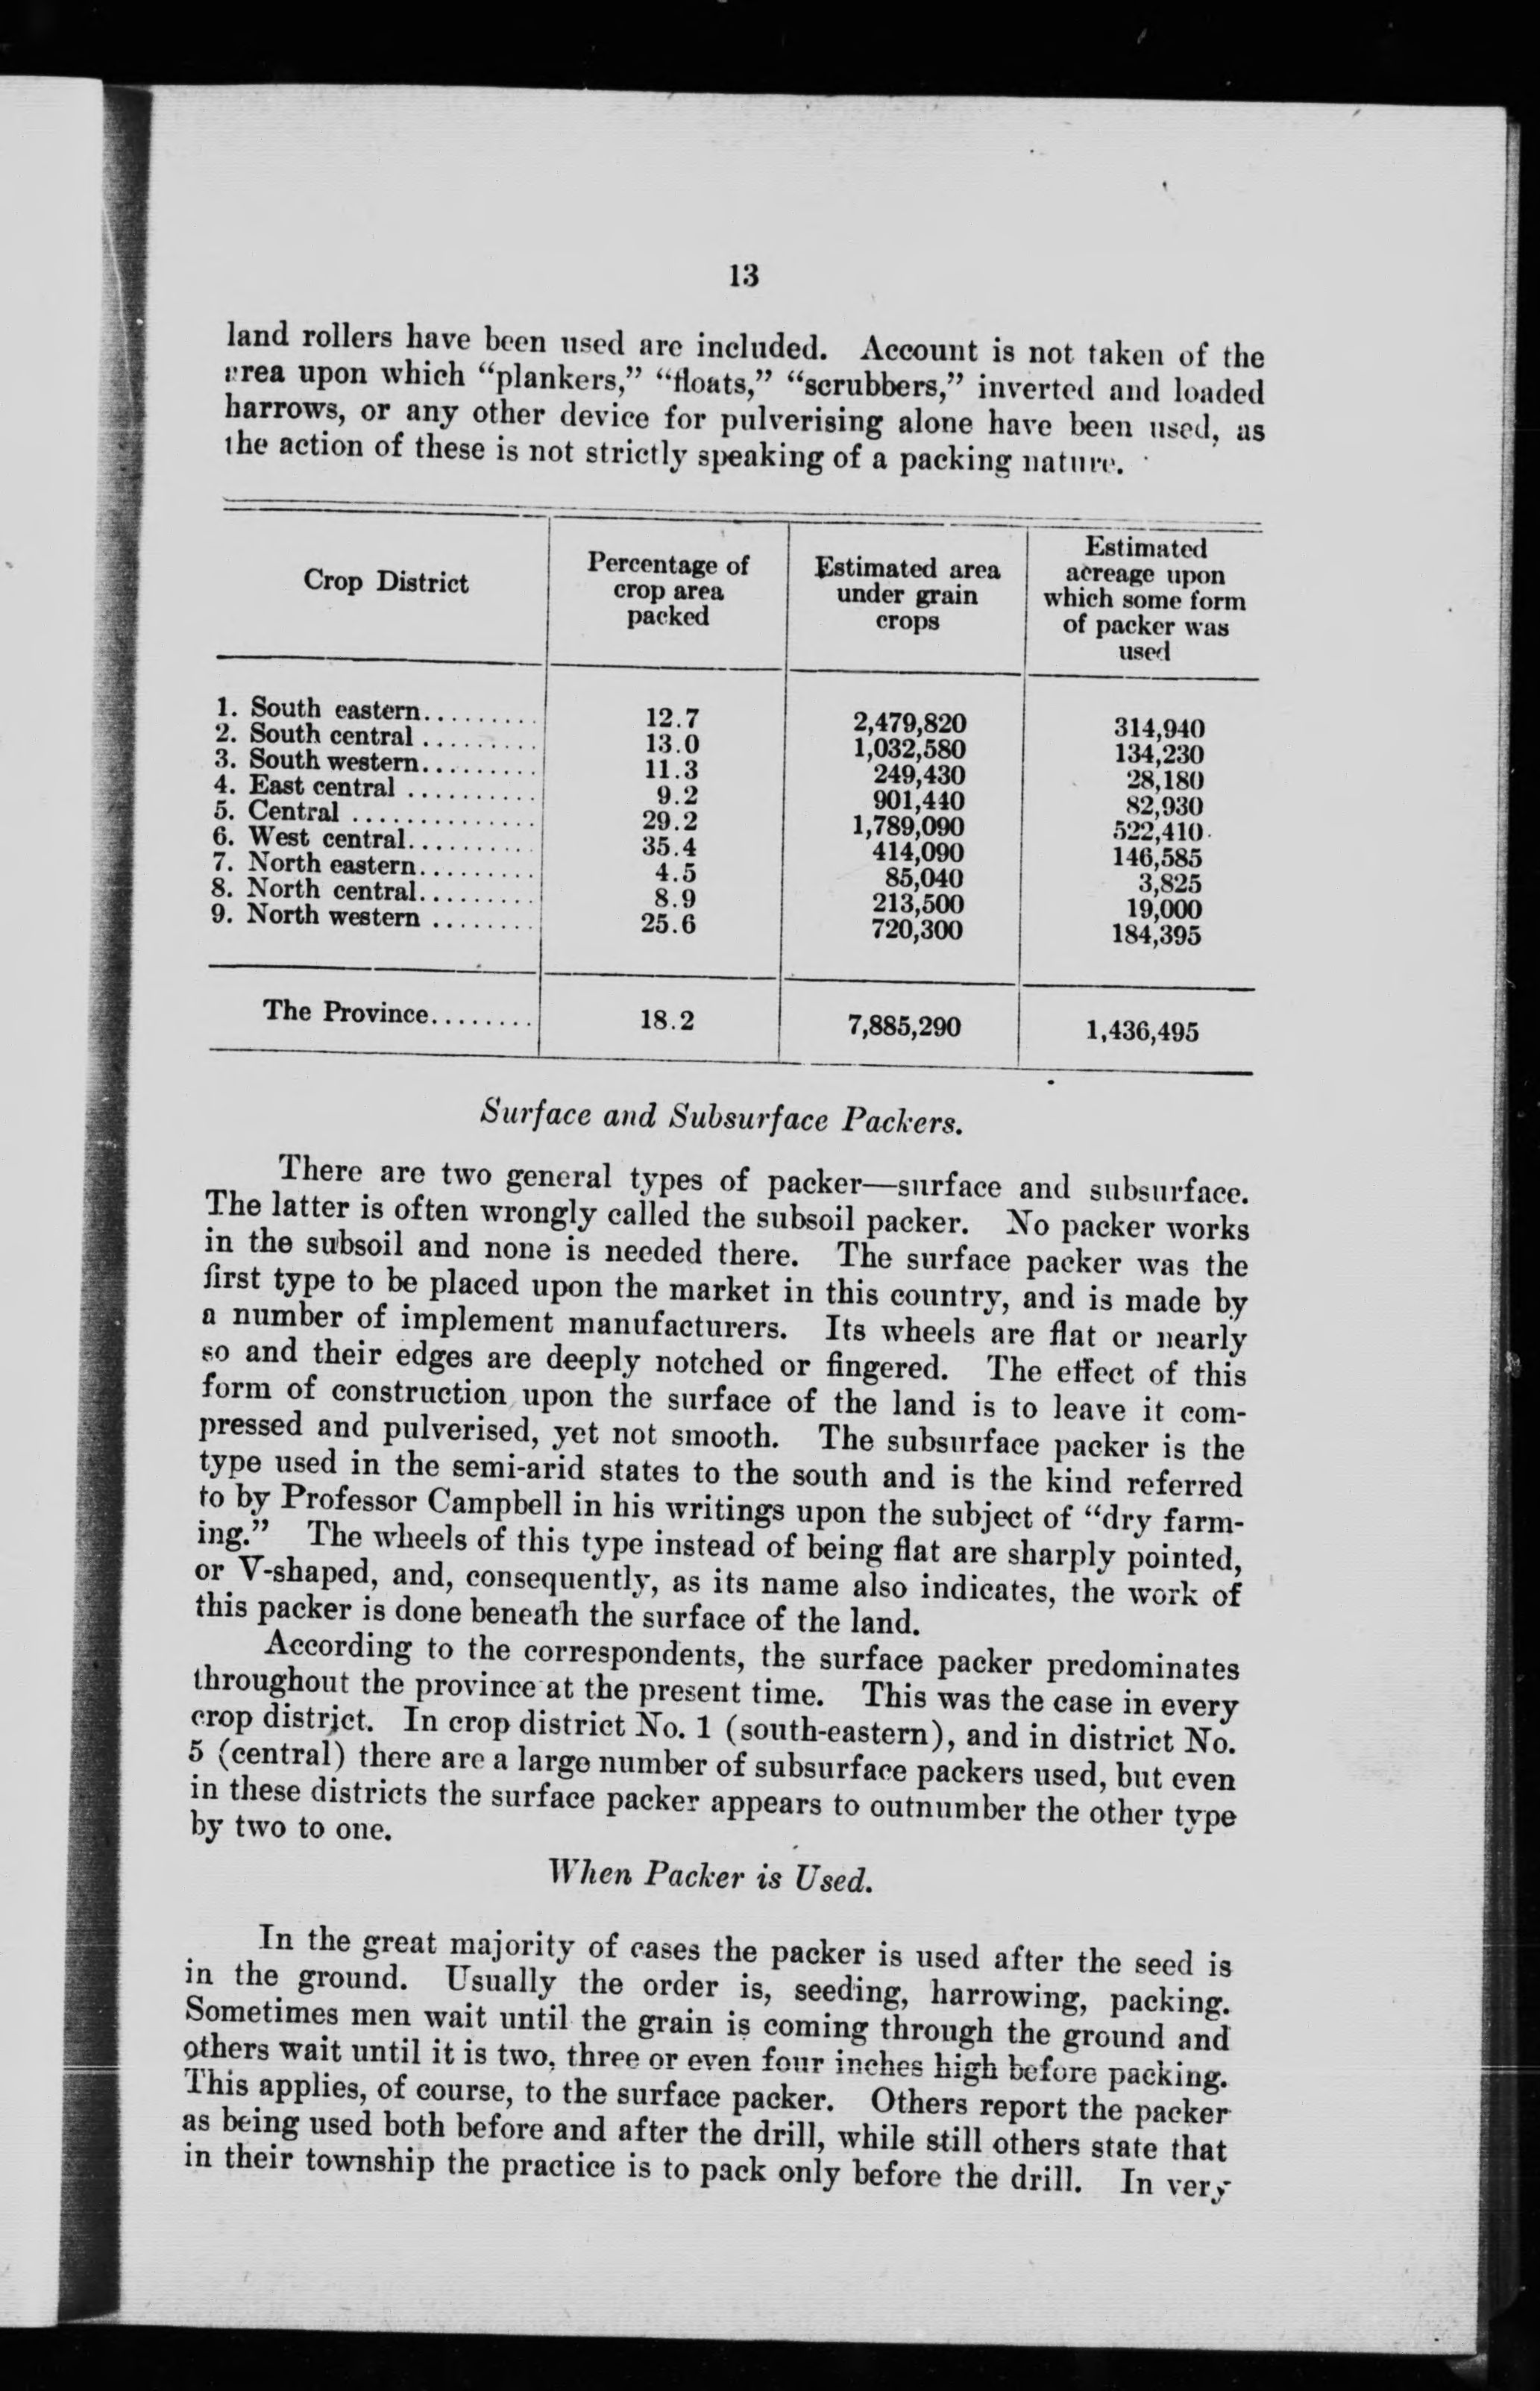 13
land rollers have been used are included. Account is not taken of the
area upon which “plankers,” “floats,” “scrubbers,” inverted and loaded
harrows, or any other device for pulverising alone have been used, as
the action of these is not strictly speaking of a packing nature.
Crop District | Percentage of crop area packed | Estimated area under grain crops | Estimated acreage upon which some form of packer was used
1. South eastern......... 12.7 2,479,820 314,940
2. South central ......... 13.0 1,032,580 134,230
3. South western......... 11.3 249,430 28,180
4. East central .......... 9.2 901,440 82,930
5. Central .............. 29.2 1,789,090 522,410
6. West central.......... 35.4 414,090 146,585
7. North eastern......... 4.5 85,040 3,825
8. North central......... 8.9 213,500 19,000
9. North western ........ 25.6 720,300 184,395
The Province........ 18.2 7,885,290 1,436,495
Surface and Subsurface Packers.
There are two general types of packer—surface and subsurface.
The latter is often wrongly called the subsoil packer. No packer works
in the subsoil and none is needed there. The surface packer was the
first type to be placed upon the market in this country, and is made by
a number of implement manufacturers. Its wheels are flat or nearly
so and their edges are deeply notched or fingered. The effect of this
form of construction upon the surface of the land is to leave it com-
pressed and pulverised, yet not smooth. The subsurface packer is the
type used in the semi-arid states to the south and is the kind referred
to by Professor Campbell in his writings upon the subject of “dry farm-
ing.” The wheels of this type instead of being flat are sharply pointed,
or V-shaped, and, consequently, as its name also indicates, the work of
this packer is done beneath the surface of the land.
According to the correspondents, the surface packer predominates
throughout the province at the present time. This was the case in every
crop district. In crop district No. 1 (south-eastern), and in district No.
5 (central) there are a large number of subsurface packers used, but even
in these districts the surface packer appears to outnumber the other type
by two to one.
When Packer is Used.
In the great majority of cases the packer is used after the seed is
in the ground. Usually the order is, seeding, harrowing, packing.
Sometimes men wait until the grain is coming through the ground and
others wait until it is two, three or even four inches high before packing.
This applies, of course, to the surface packer. Others report the packer
as being used both before and after the drill, while still others state that
in their township the practice is to pack only before the drill. In very